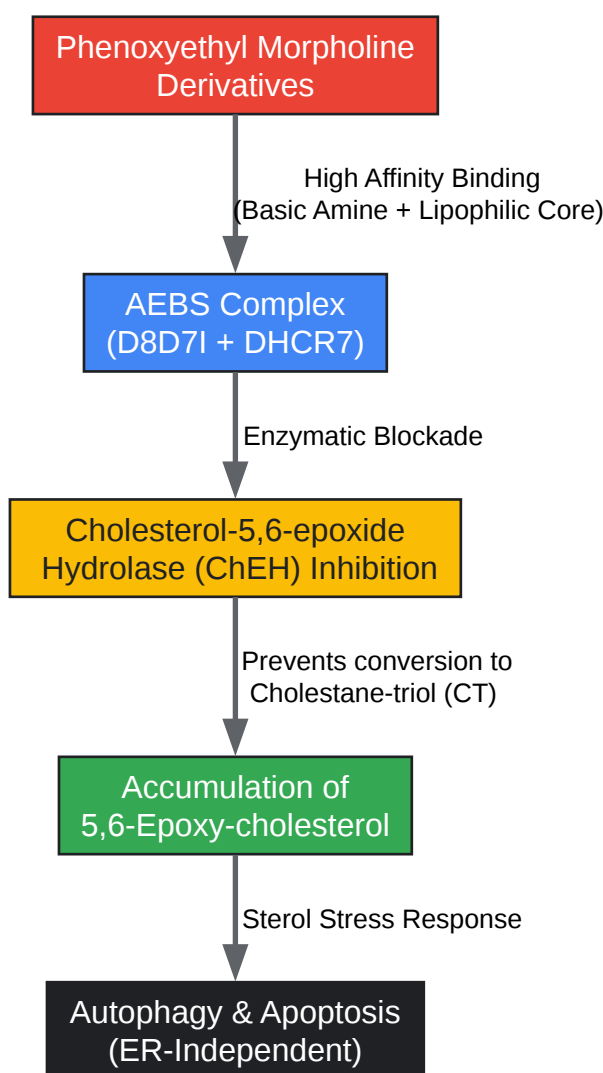 Phenoxyethyl Morpholine
Derivatives
High Affinity Binding
(Basic Amine + Lipophilic Core)
AEBS Complex
(D8D7I + DHCR7)
Enzymatic Blockade
Cholesterol-5,6-epoxide
Hydrolase (ChEH) Inhibition
Prevents conversion to
Cholestane-triol (CT)
Accumulation of
5,6-Epoxy-cholesterol
Sterol Stress Response
Autophagy & Apoptosis
(ER-Independent)